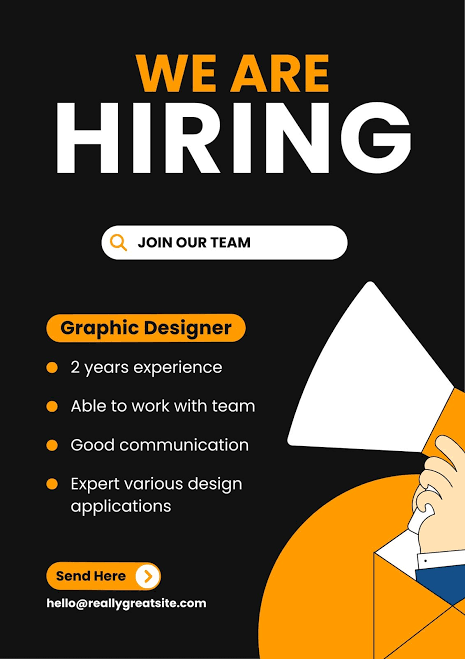 WE ARE
HIRING
JOIN OUR TEAM
Graphic Designer
2 years experience
Able to work with team
Good communication
Expert various design
applications
Send Here
hello@reallygreatsite.com